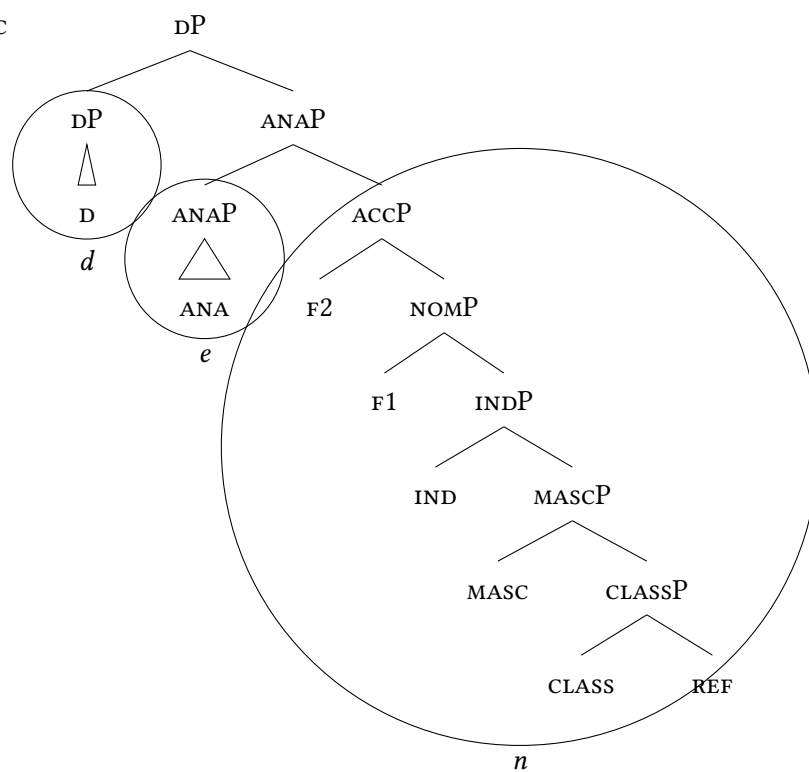 c DP
DP ANAP
D ANAP ACCP
d
ANA F2 NOMP
e
F1 INDP
IND MASCP
MASC CLASSP
CLASS REF
n